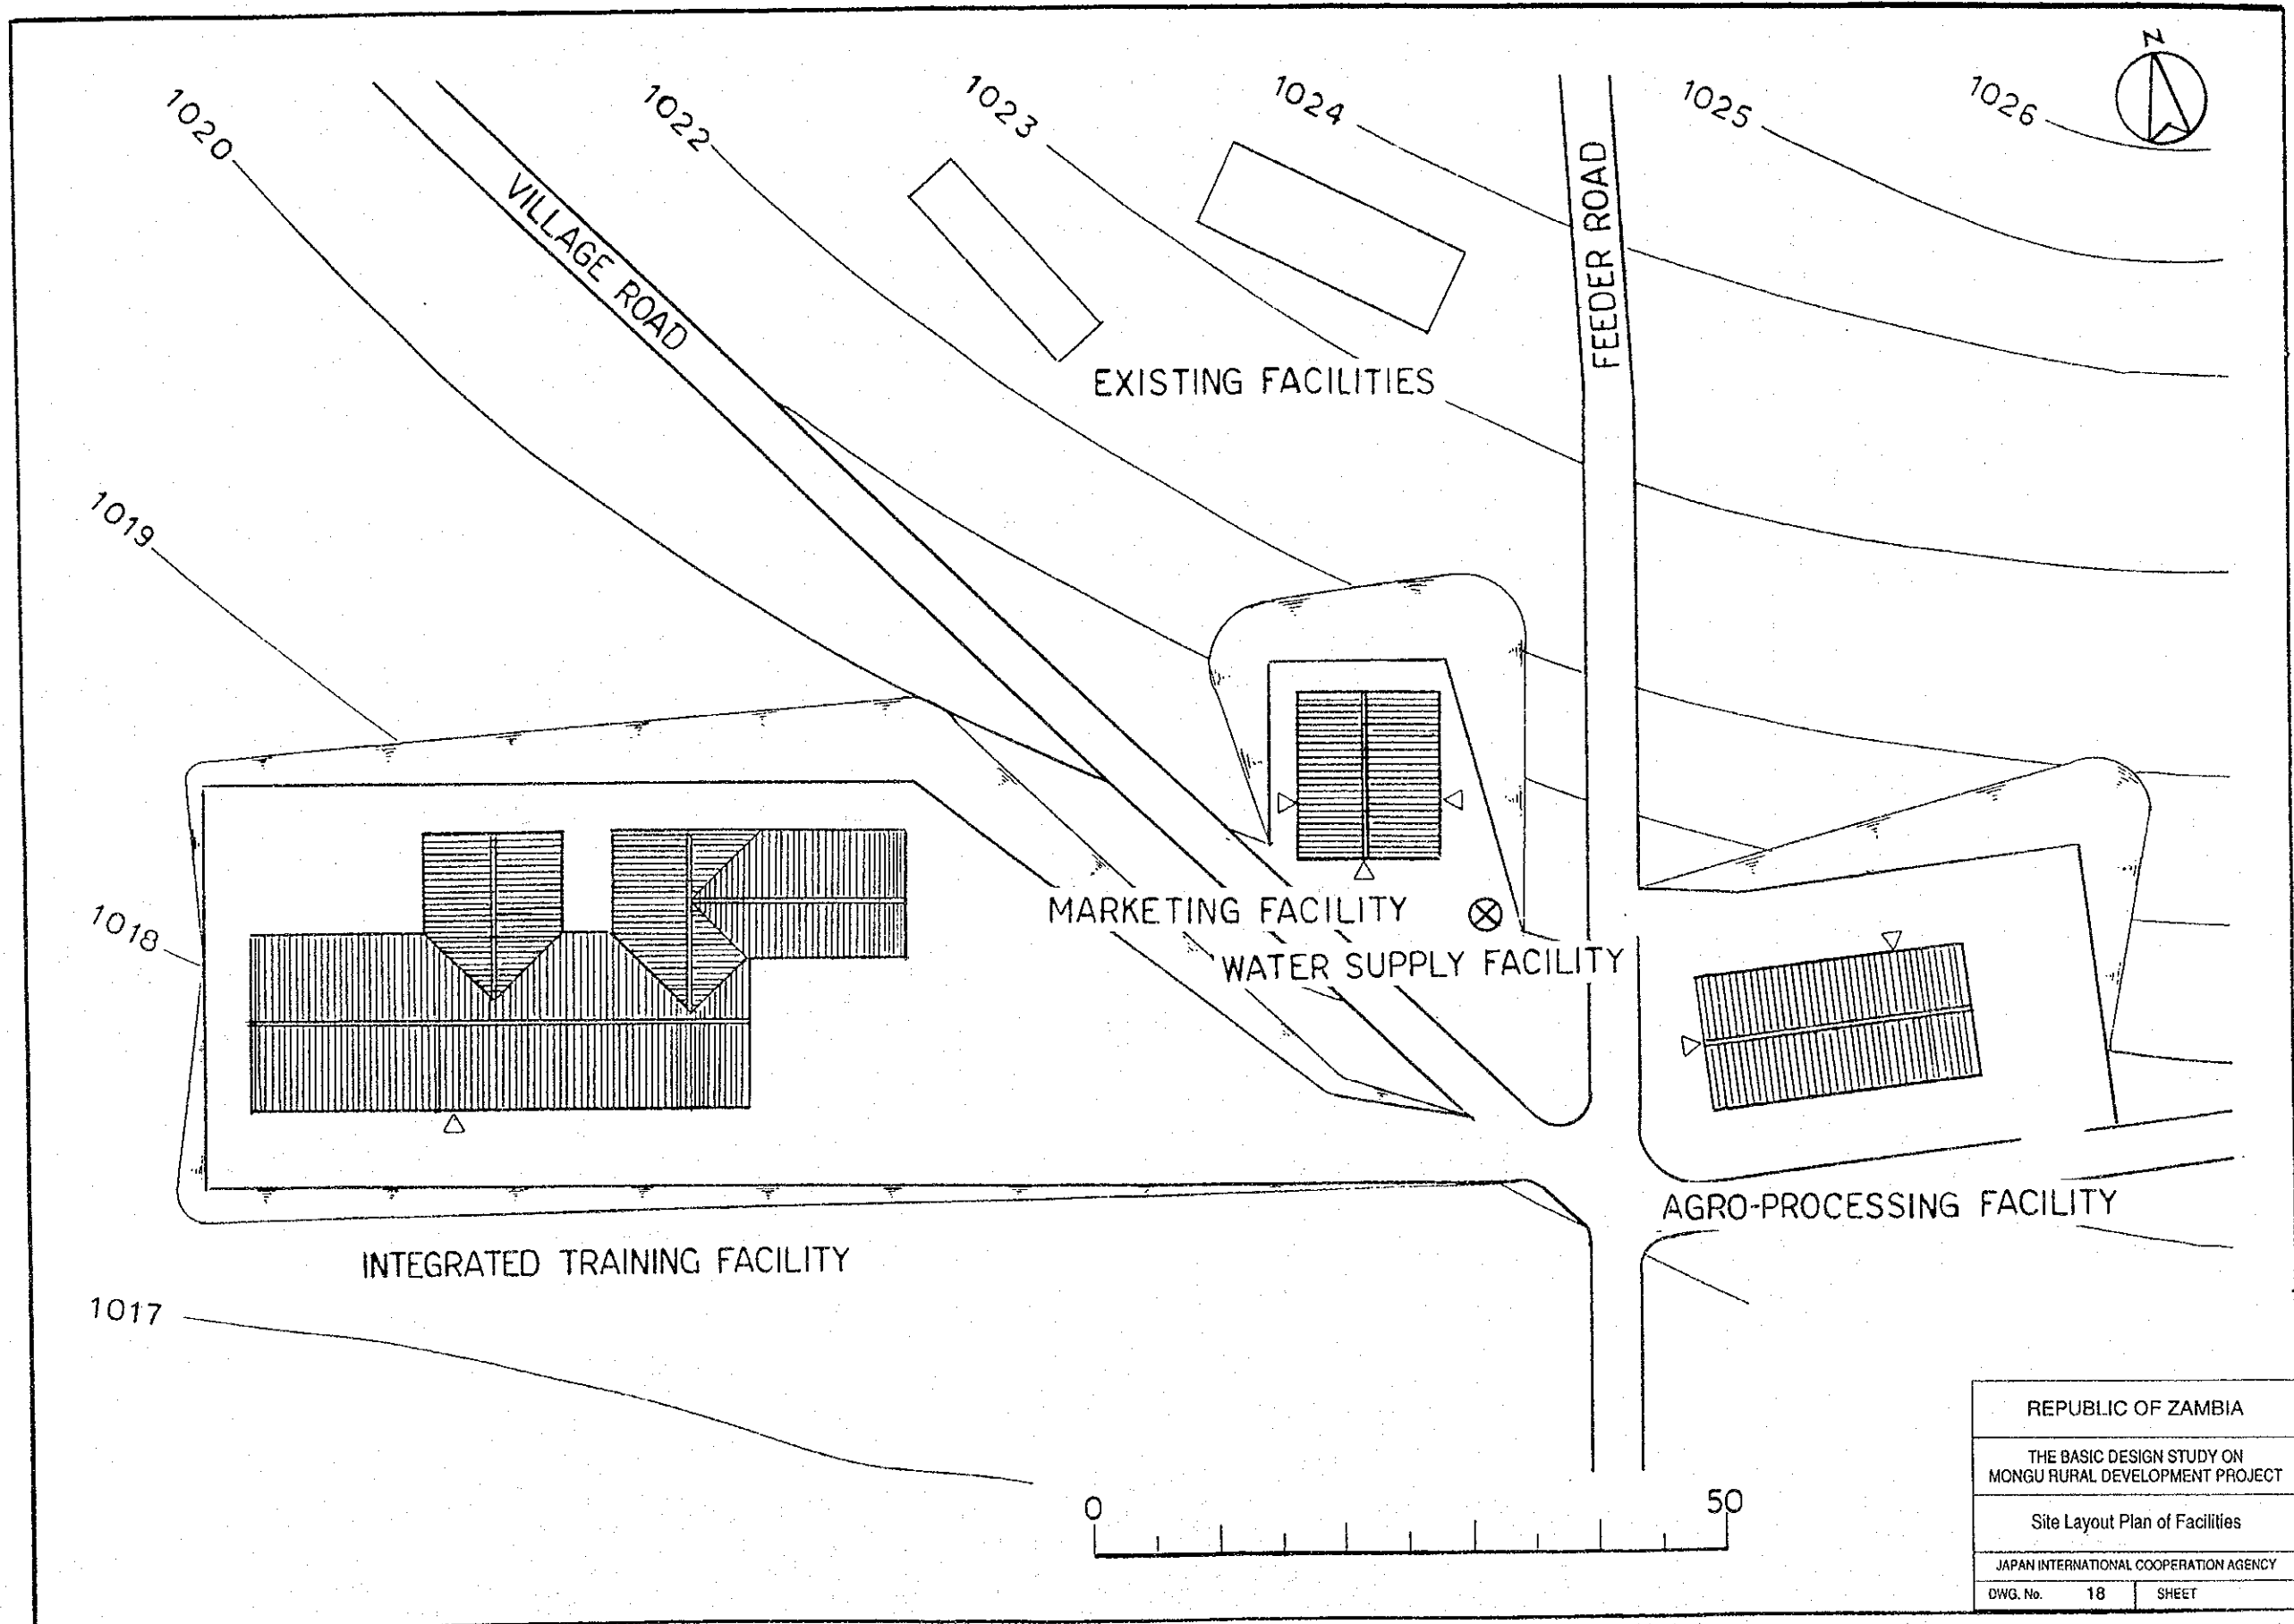 N
1020
1022
1023
1024
1025
1026
VILLAGE ROAD
FEEDER ROAD
EXISTING FACILITIES
1019
1018
MARKETING FACILITY
WATER SUPPLY FACILITY
AGRO-PROCESSING FACILITY
INTEGRATED TRAINING FACILITY
1017
0
50
REPUBLIC OF ZAMBIA
THE BASIC DESIGN STUDY ON
MONGU RURAL DEVELOPMENT PROJECT
Site Layout Plan of Facilities
JAPAN INTERNATIONAL COOPERATION AGENCY
DWG. No. 18 SHEET